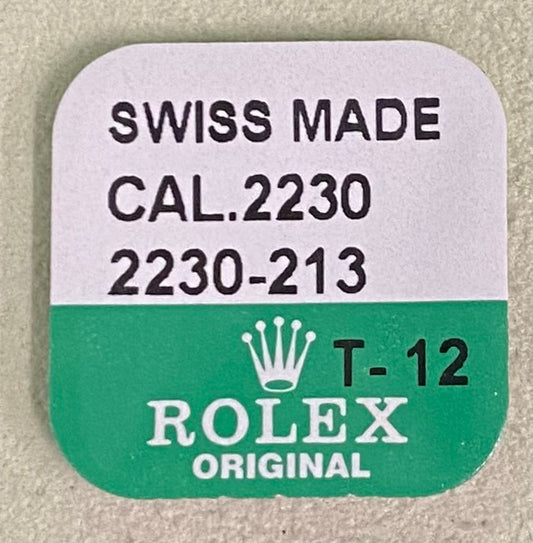 SWISS MADE
CAL.2230
2230-213
T- 12
ROLEX
ORIGINAL